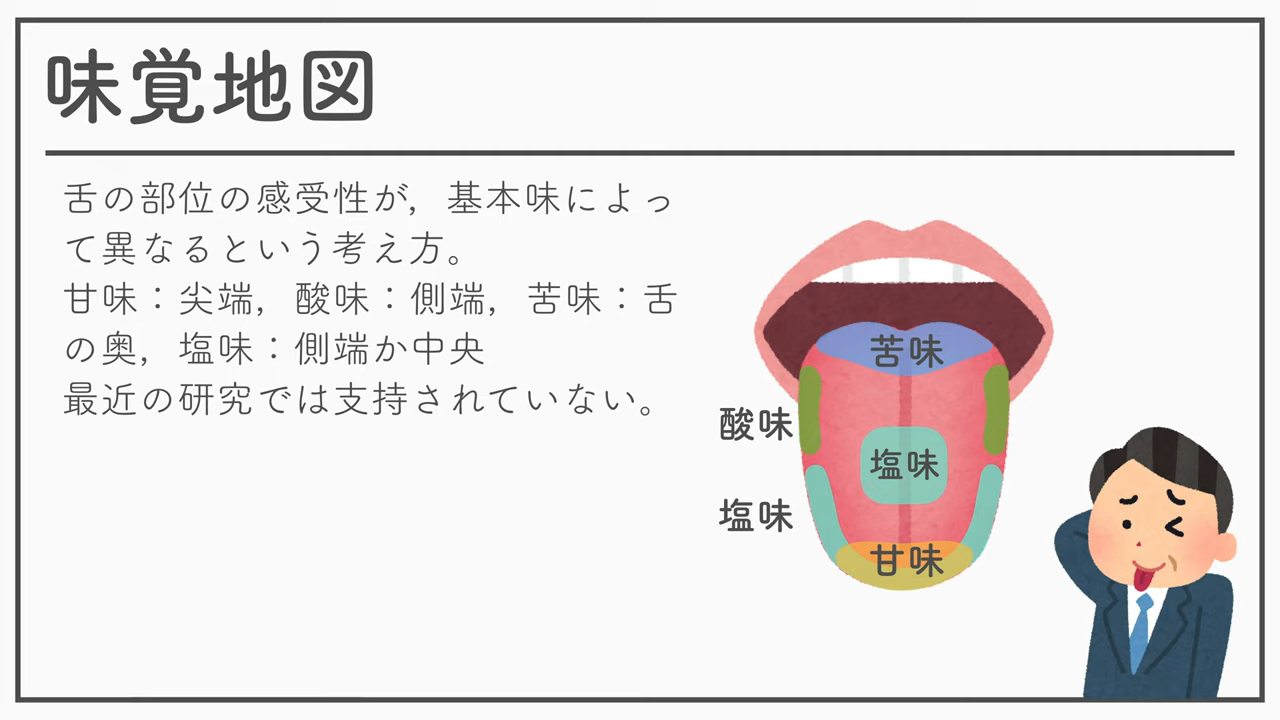 味覚地図
舌の部位の感受性が，基本味によっ
て異なるという考え方。
甘味：尖端，酸味：側端，苦味：舌
の奥，塩味：側端か中央
最近の研究では支持されていない。
苦味
酸味
塩味
塩味
甘味